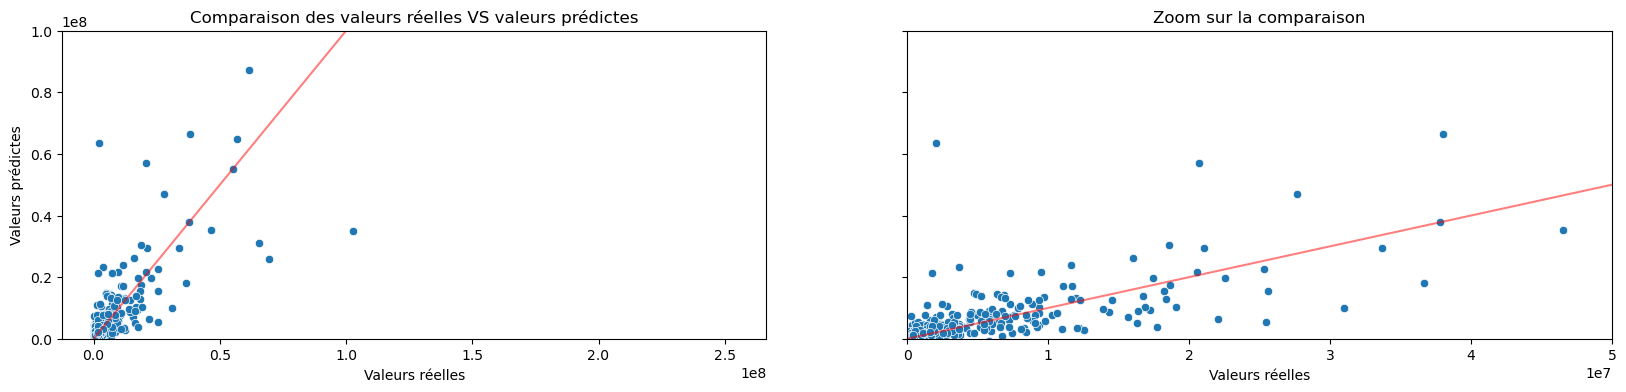 Comparaison des valeurs réelles VS valeurs prédictes
1e8
1.0
0.8
0.6
0.4
0.2
0.0
Valeurs prédictes
0.0 0.5 1.0 1.5 2.0 2.5
1e8
Valeurs réelles
Zoom sur la comparaison
0 1 2 3 4 5
1e7
Valeurs réelles